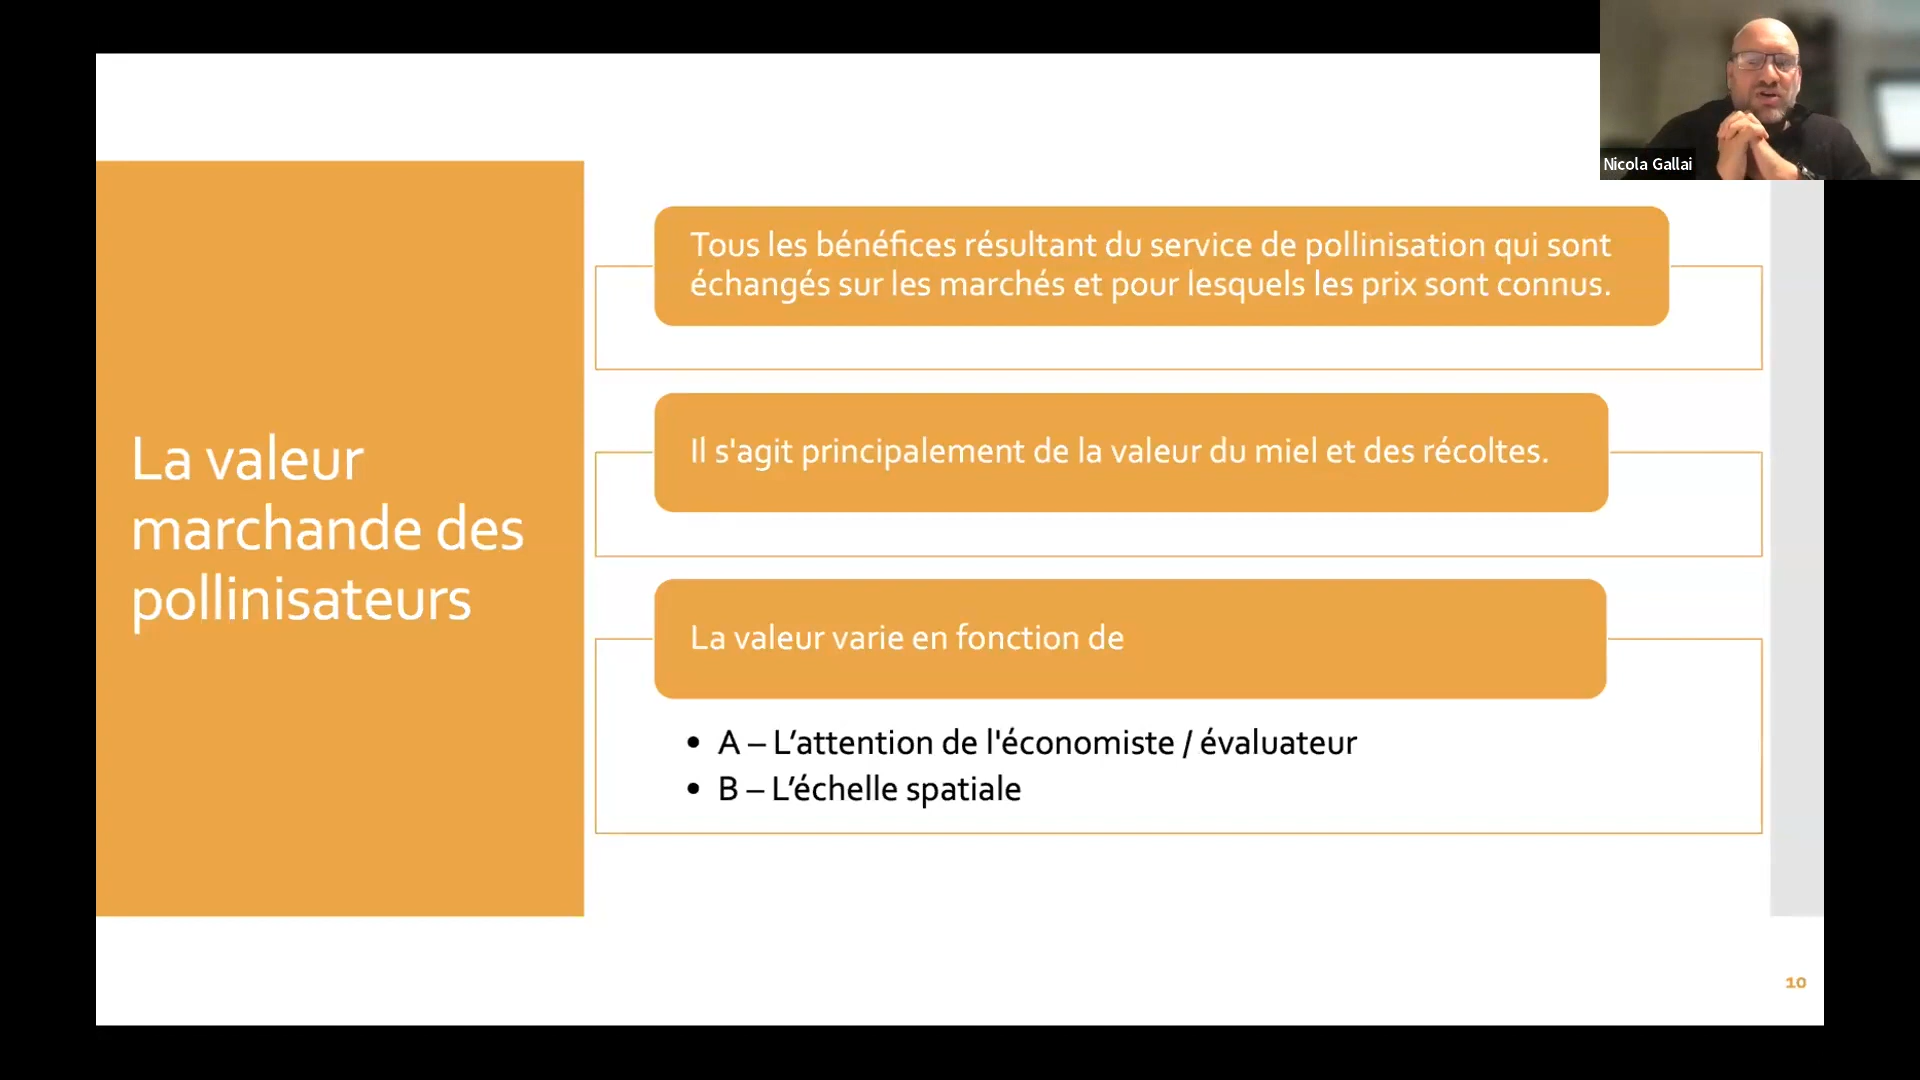 Nicola Gallai
La valeur
marchande des
pollinisateurs
Tous les bénéfices résultant du service de pollinisation qui sont
échangés sur les marchés et pour lesquels les prix sont connus.
Il s'agit principalement de la valeur du miel et des récoltes.
La valeur varie en fonction de
• A – L’attention de l'économiste / évaluateur
• B – L’échelle spatiale
10